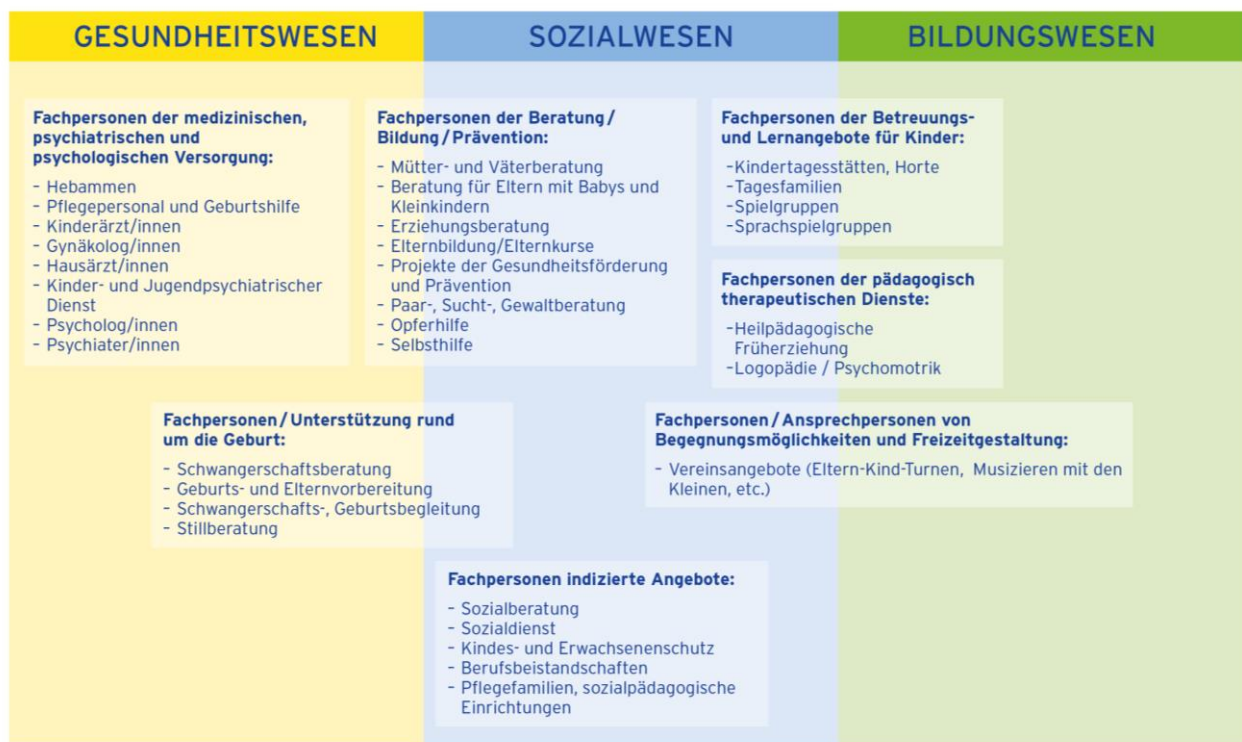 GESUNDHEITSWESEN
SOZIALWESEN
BILDUNGSWESEN
Fachpersonen der medizinischen,
psychiatrischen und
psychologischen Versorgung:
- Hebammen
- Pflegepersonal und Geburtshilfe
- Kinderärzt/innen
- Gynäkolog/innen
- Hausärzt/innen
- Kinder- und Jugendpsychiatrischer
Dienst
- Psycholog/innen
- Psychiater/innen
Fachpersonen der Beratung/
Bildung/Prävention:
- Mütter- und Väterberatung
- Beratung für Eltern mit Babys und
Kleinkindern
- Erziehungsberatung
- Elternbildung/Elternkurse
- Projekte der Gesundheitsförderung
und Prävention
- Paar-, Sucht-, Gewaltberatung
- Opferhilfe
- Selbsthilfe
Fachpersonen der Betreuungs-
und Lernangebote für Kinder:
-Kindertagesstätten, Horte
-Tagesfamilien
-Spielgruppen
-Sprachspielgruppen
Fachpersonen der pädagogisch
therapeutischen Dienste:
-Heilpädagogische
Früherziehung
-Logopädie / Psychomotrik
Fachpersonen/Unterstützung rund
um die Geburt:
- Schwangerschaftsberatung
- Geburts- und Elternvorbereitung
- Schwangerschafts-, Geburtsbegleitung
- Stillberatung
Fachpersonen/Ansprechpersonen von
Begegnungsmöglichkeiten und Freizeitgestaltung:
- Vereinsangebote (Eltern-Kind-Turnen, Musizieren mit den
Kleinen, etc.)
Fachpersonen indizierte Angebote:
- Sozialberatung
- Sozialdienst
- Kindes- und Erwachsenenschutz
- Berufsbeistandschaften
- Pflegefamilien, sozialpädagogische
Einrichtungen